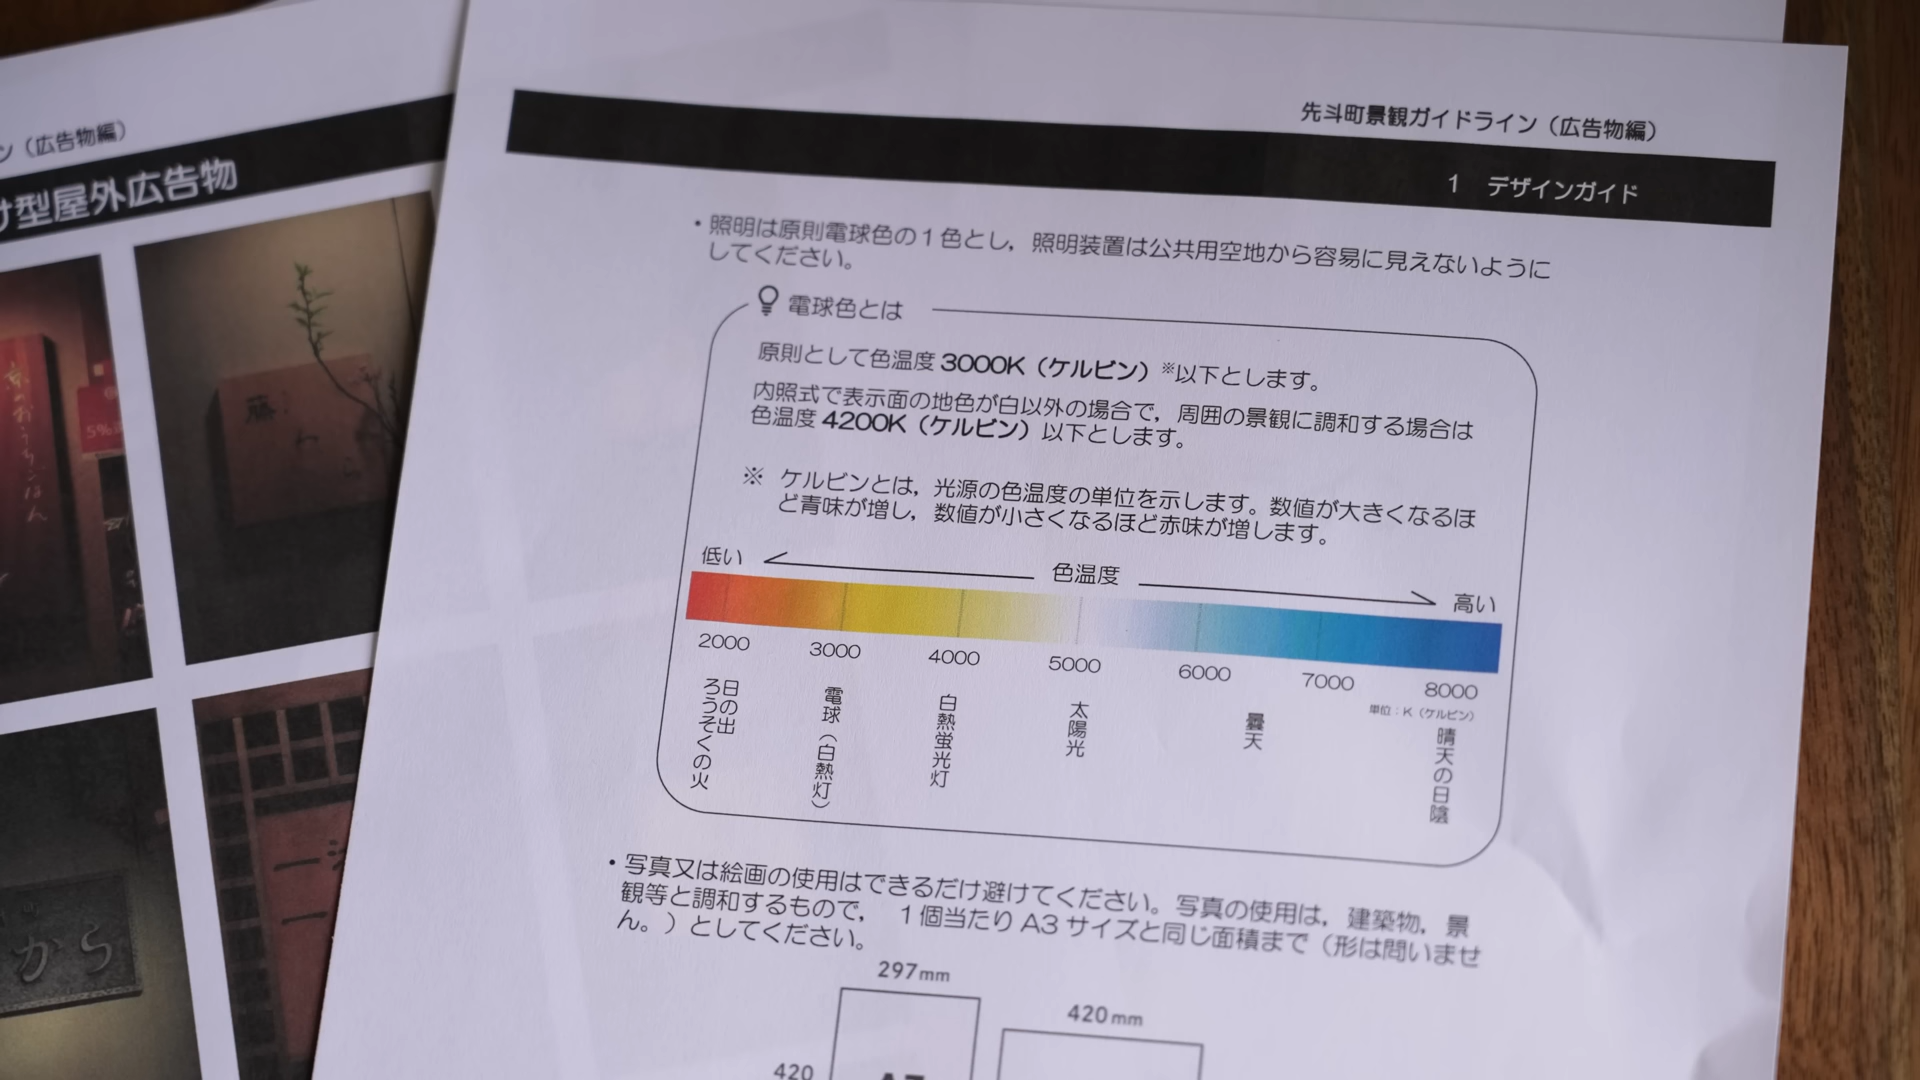 ン（広告物編）
け型屋外広告物
京のおうちごはん
5%
藤
わ
ら
から
先斗町景観ガイドライン（広告物編）
1 デザインガイド
・照明は原則電球色の１色とし，照明装置は公共用空地から容易に見えないように
してください。
電球色とは
原則として色温度 3000K（ケルビン）※以下とします。
内照式で表示面の地色が白以外の場合で，周囲の景観に調和する場合は
色温度 4200K（ケルビン）以下とします。
※ ケルビンとは，光源の色温度の単位を示します。数値が大きくなるほ
ど青味が増し，数値が小さくなるほど赤味が増します。
低い 色温度 高い
2000 3000 4000 5000 6000 7000 8000
単位：K（ケルビン）
日の出
ろうそくの火
電球（白熱灯）
白熱蛍光灯
太陽光
曇天
晴天の日陰
・写真又は絵画の使用はできるだけ避けてください。写真の使用は，建築物，景
観等と調和するもので， １個当たりA3サイズと同じ面積まで（形は問いませ
ん。）としてください。
297mm
420mm
420